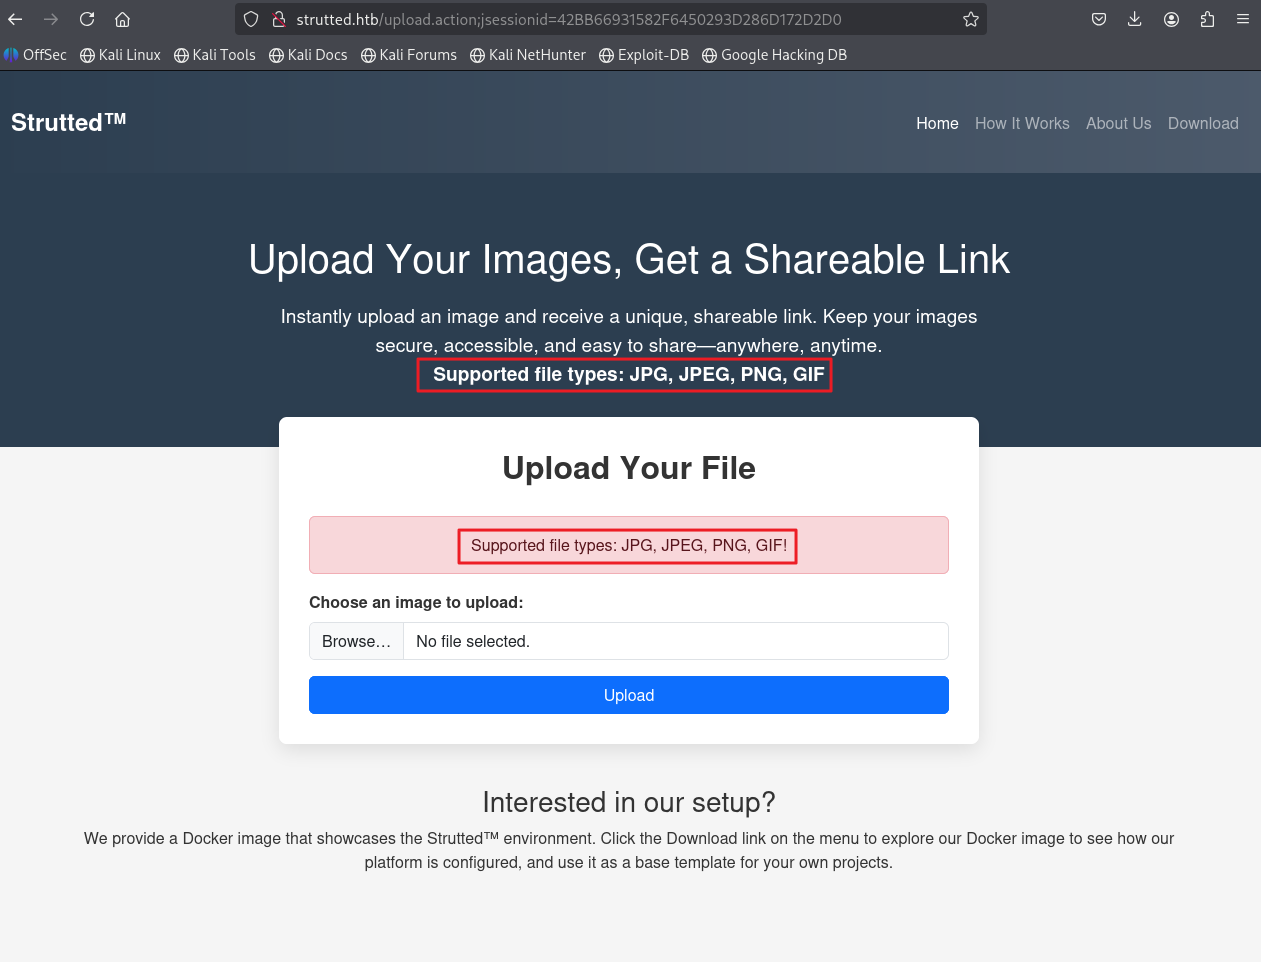 strutted.htb/upload.action;jsessionid=42BB66931582F6450293D286D172D2D0
OffSec Kali Linux Kali Tools Kali Docs Kali Forums Kali NetHunter Exploit-DB Google Hacking DB
Strutted™ Home How It Works About Us Download
Upload Your Images, Get a Shareable Link
Instantly upload an image and receive a unique, shareable link. Keep your images
secure, accessible, and easy to share—anywhere, anytime.
Supported file types: JPG, JPEG, PNG, GIF
Upload Your File
Supported file types: JPG, JPEG, PNG, GIF!
Choose an image to upload:
Browse… No file selected.
Upload
Interested in our setup?
We provide a Docker image that showcases the Strutted™ environment. Click the Download link on the menu to explore our Docker image to see how our
platform is configured, and use it as a base template for your own projects.